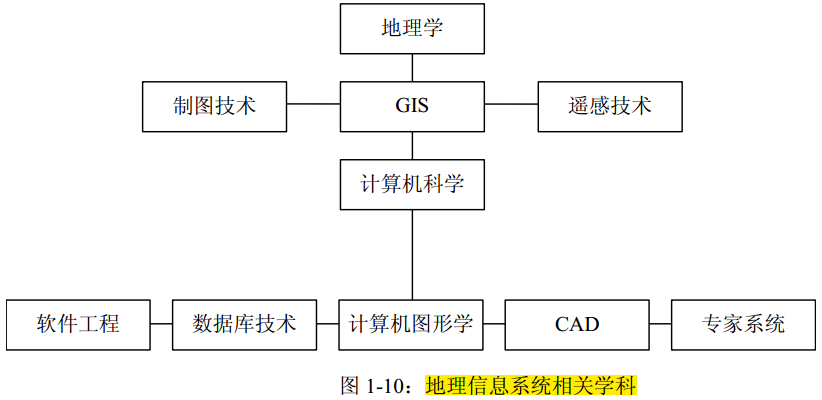 地理学
制图技术 GIS 遥感技术
计算机科学
软件工程 数据库技术 计算机图形学 CAD 专家系统
图 1-10：地理信息系统相关学科